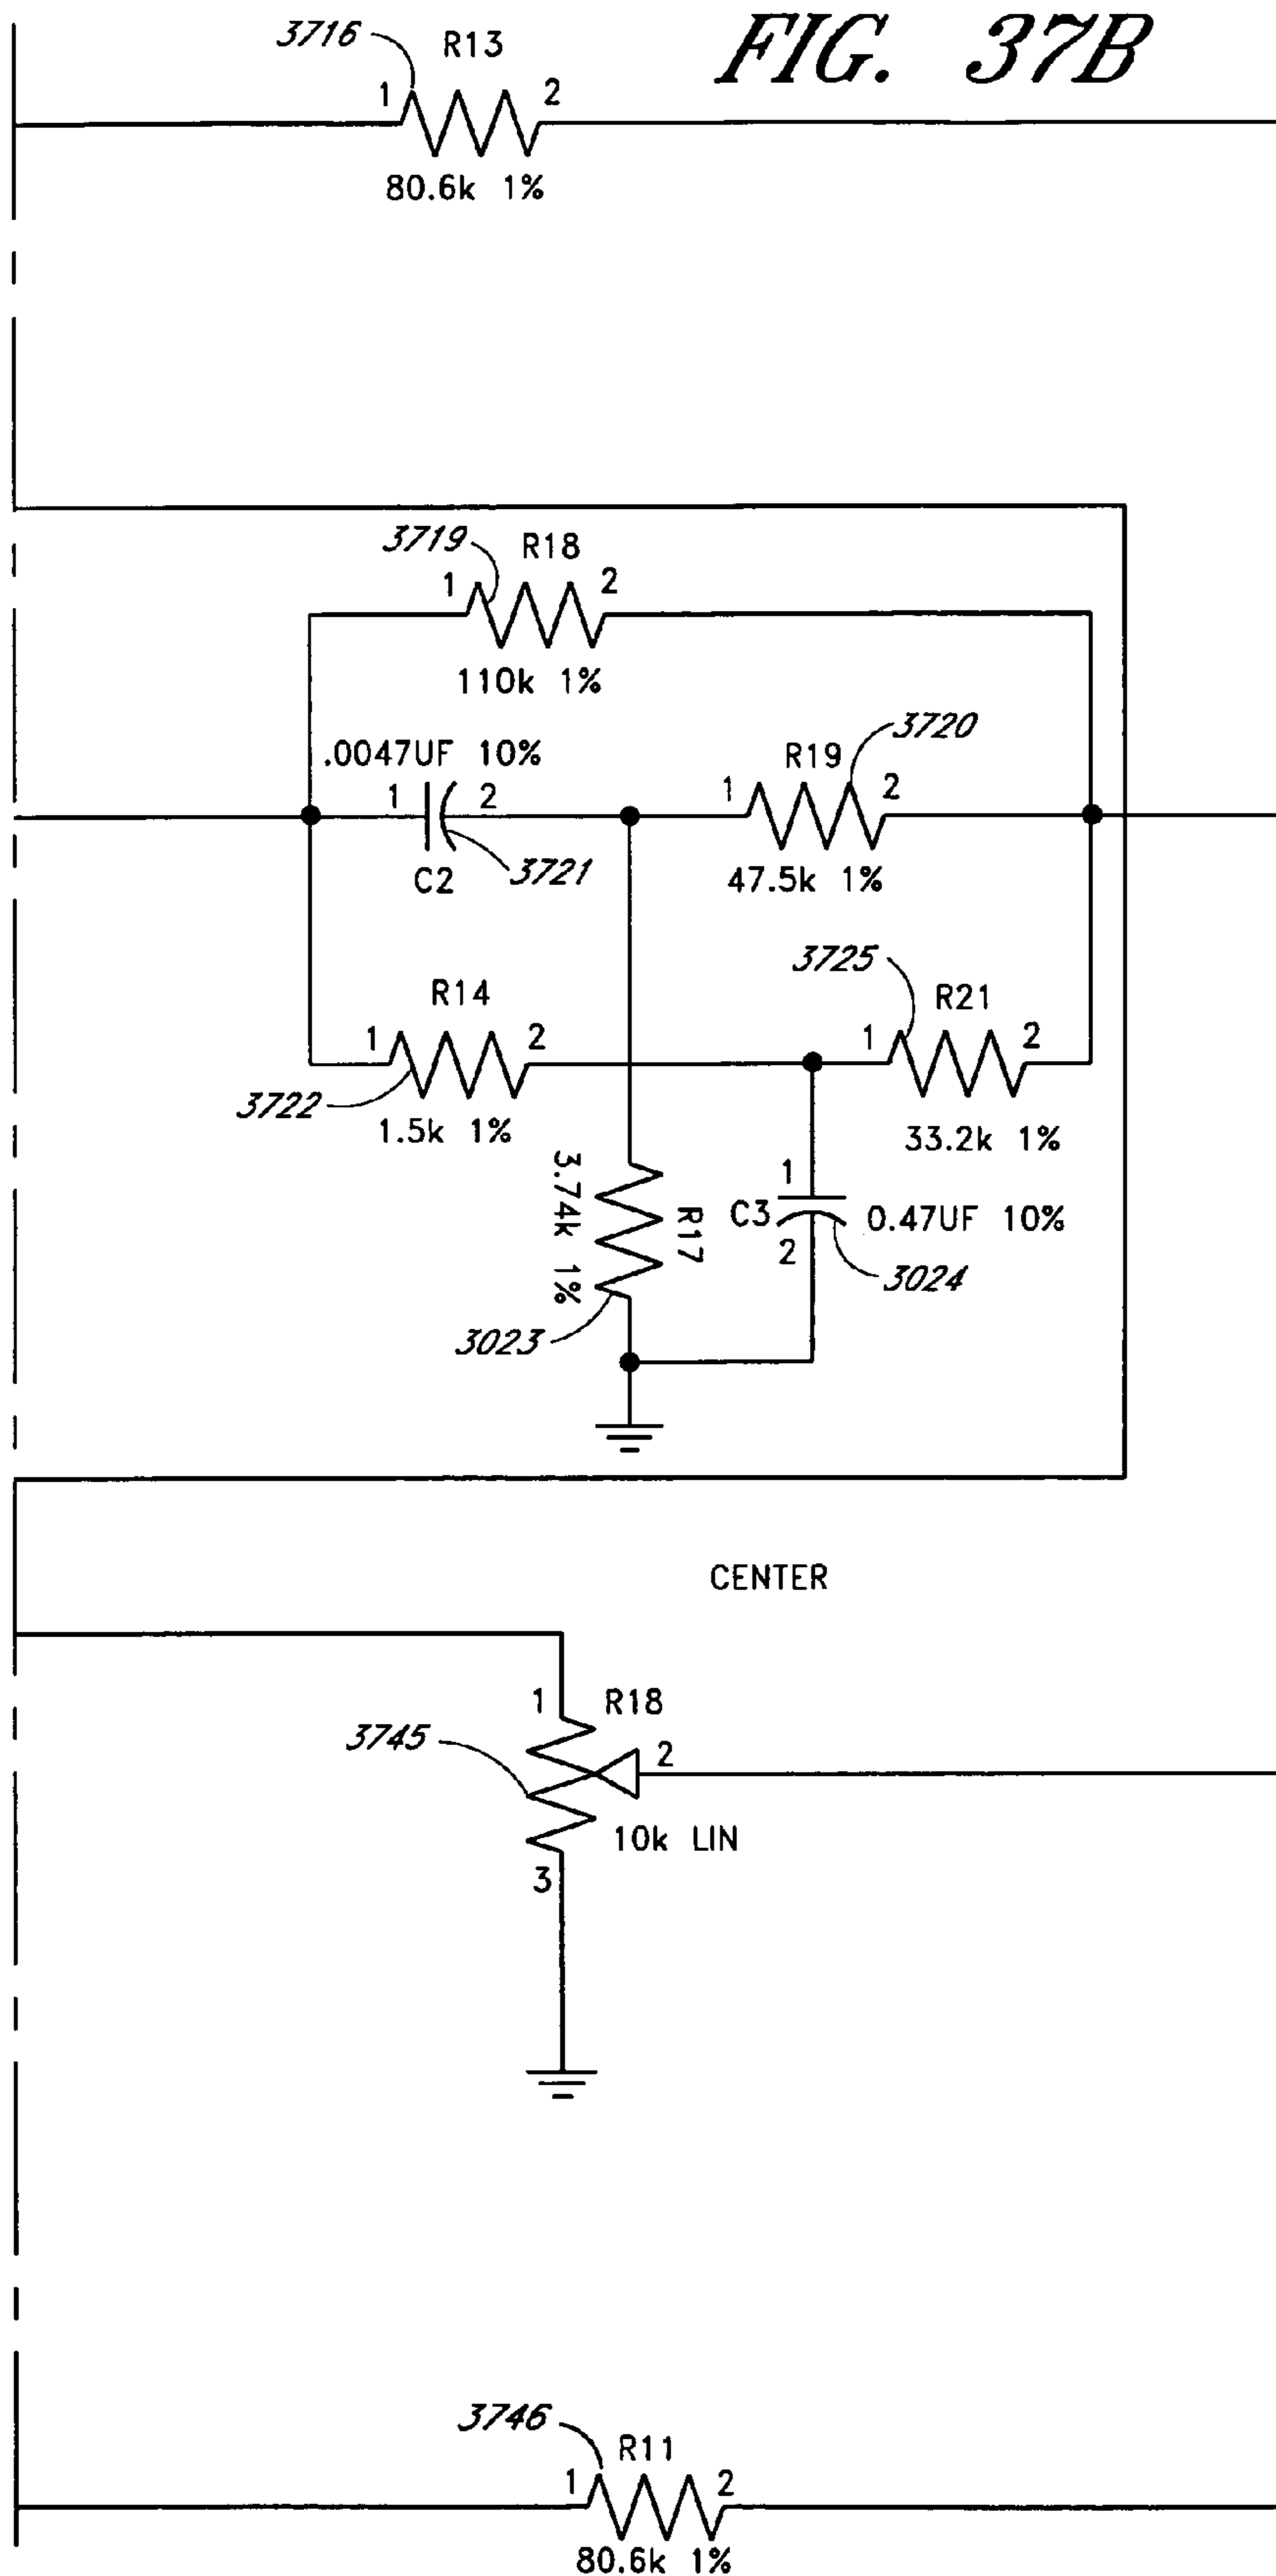 FIG. 37B
3716
R13
1
2
80.6k 1%
3719
R18
1
2
110k 1%
.0047UF 10%
1
2
C2
3721
R19
3720
1
2
47.5k 1%
3725
R14
1
2
3722
1.5k 1%
R21
1
2
33.2k 1%
3.74k 1%
R17
3023
1
C3
2
0.47UF 10%
3024
CENTER
1
R18
3745
2
10k LIN
3
3746
R11
1
2
80.6k 1%